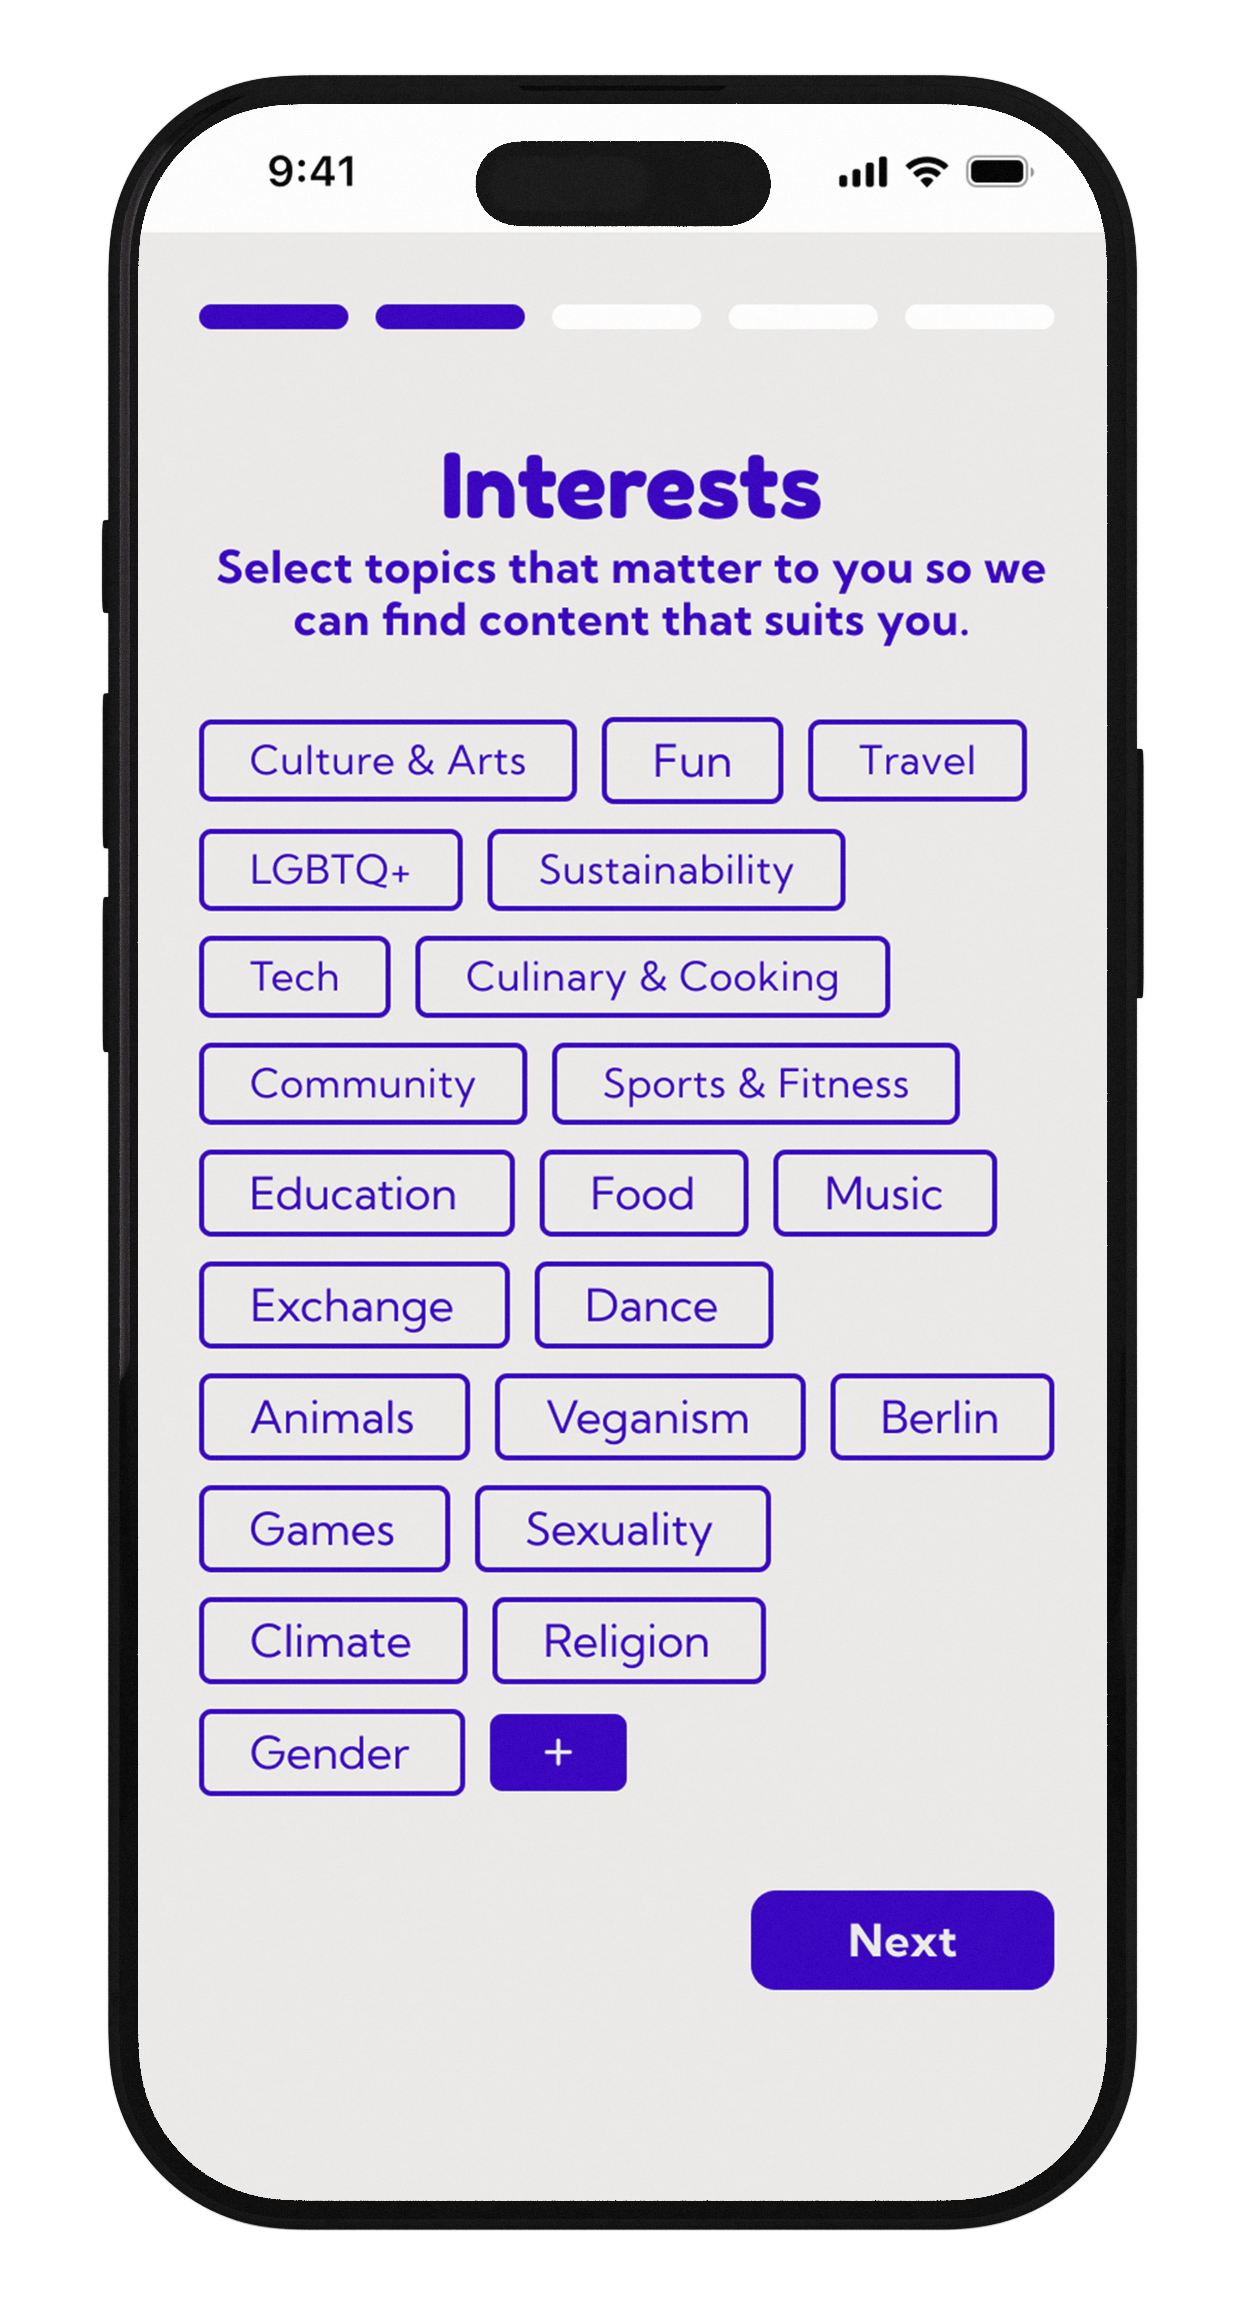 9:41
Interests
Select topics that matter to you so we
can find content that suits you.
Culture & Arts Fun Travel
LGBTQ+ Sustainability
Tech Culinary & Cooking
Community Sports & Fitness
Education Food Music
Exchange Dance
Animals Veganism Berlin
Games Sexuality
Climate Religion
Gender +
Next